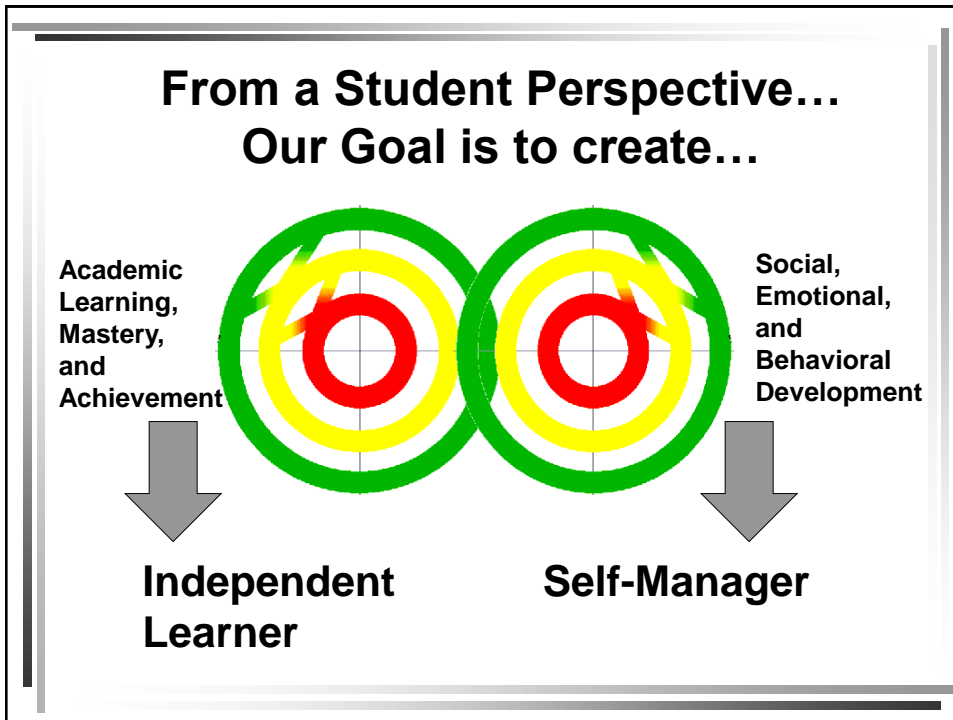 From a Student Perspective…
Our Goal is to create…
Academic
Learning,
Mastery,
and
Achievement
Social,
Emotional,
and
Behavioral
Development
Independent
Learner
Self-Manager